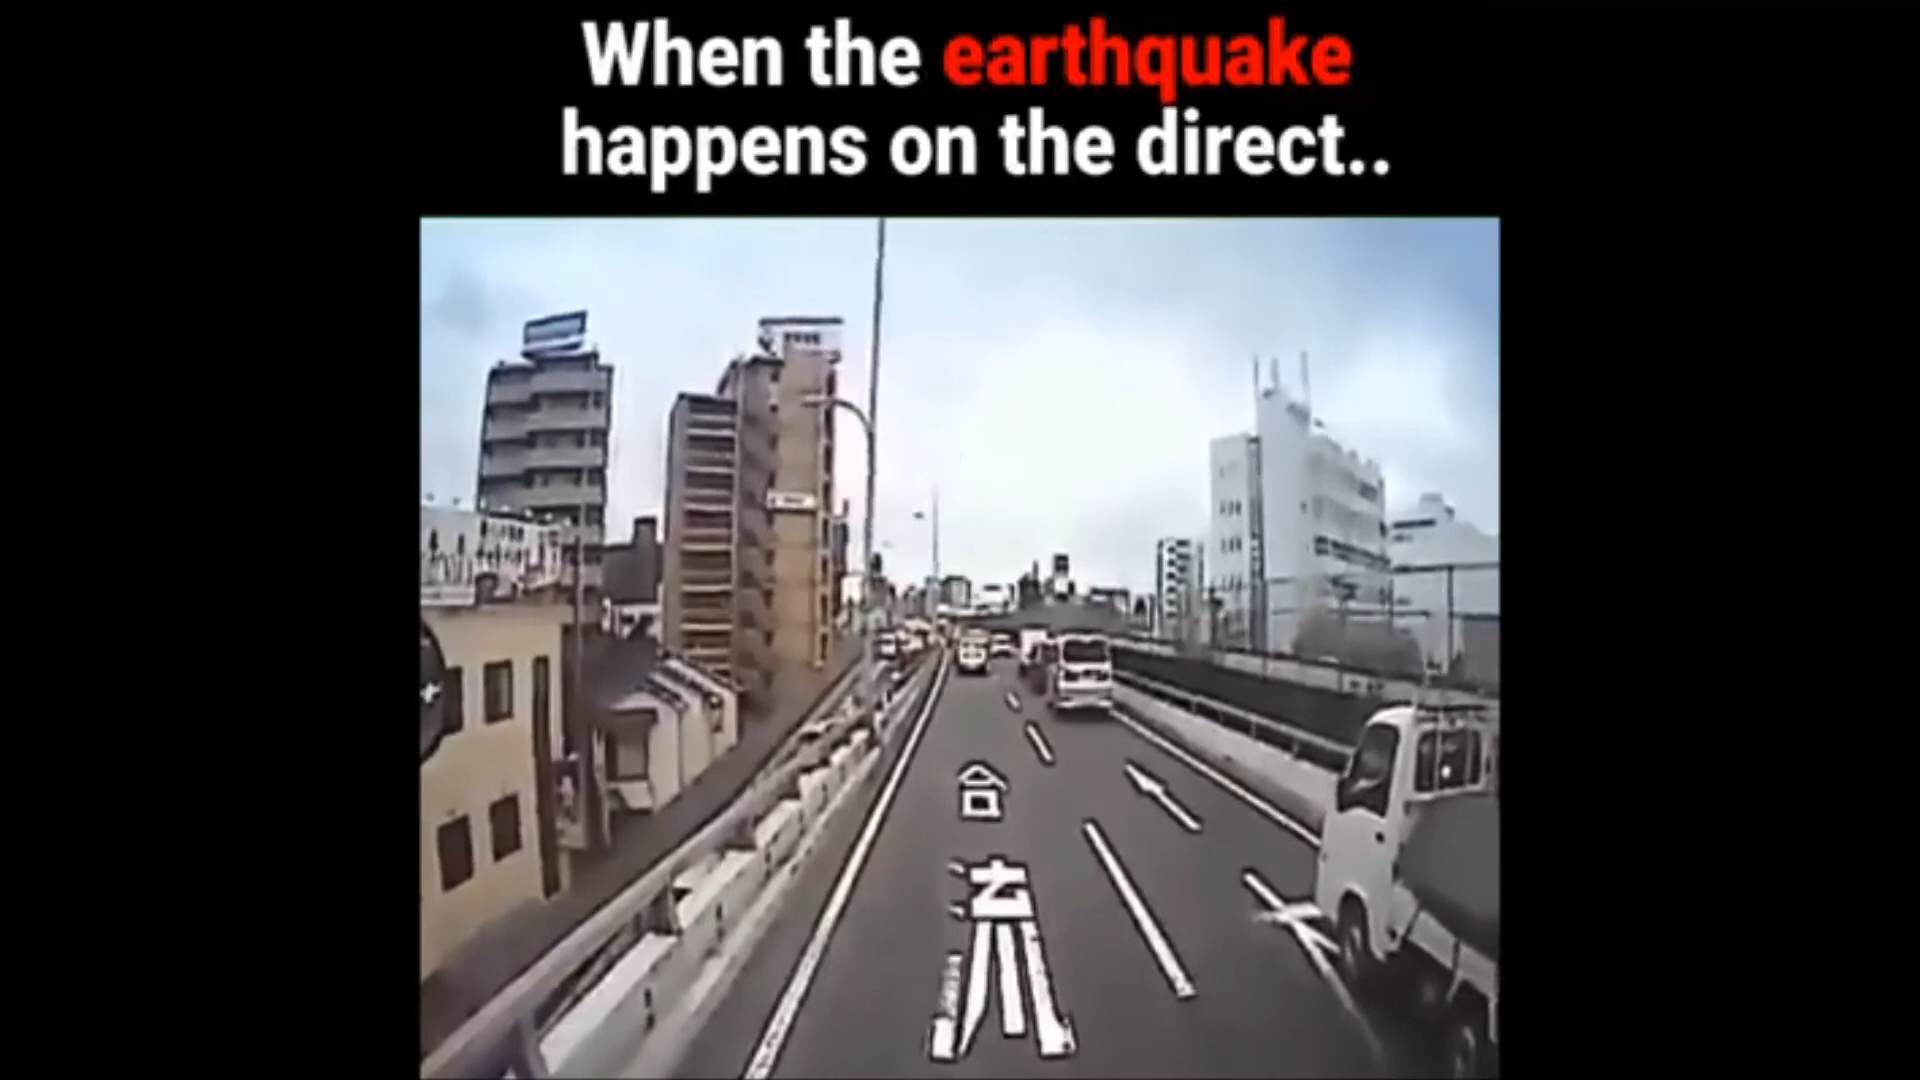 When the earthquake
happens on the direct..
合
流